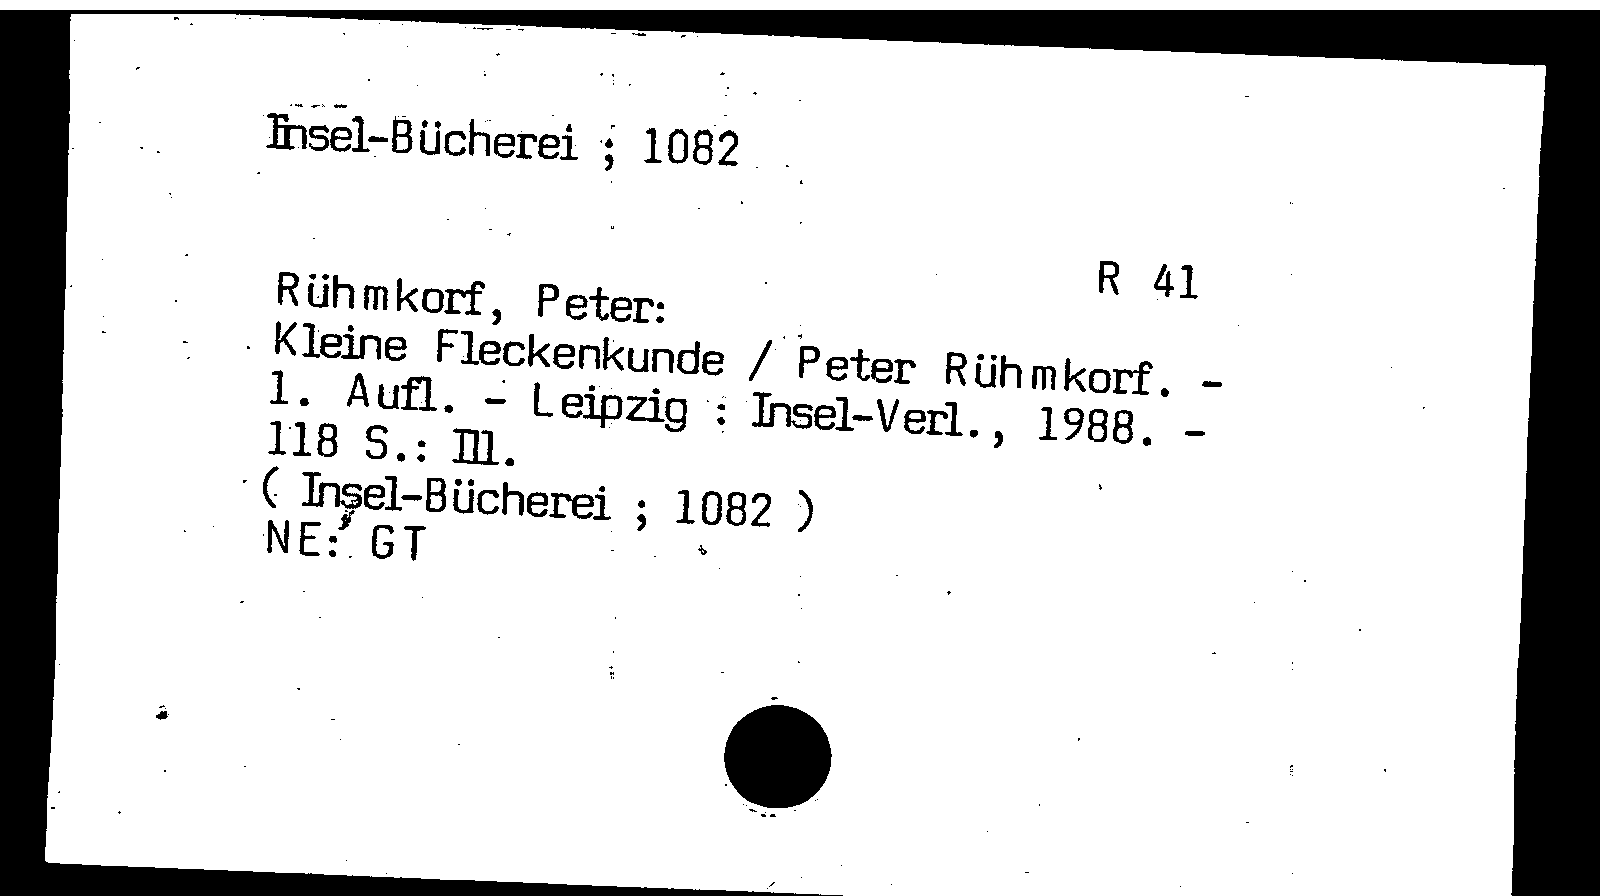 Insel-Bücherei ; 1082
R 41
Rühmkorf, Peter:
Kleine Fleckenkunde / Peter Rühmkorf. -
1. Aufl. - Leipzig : Insel-Verl., 1988. -
118 S.: Ill.
( Insel-Bücherei ; 1082 )
NE: GT